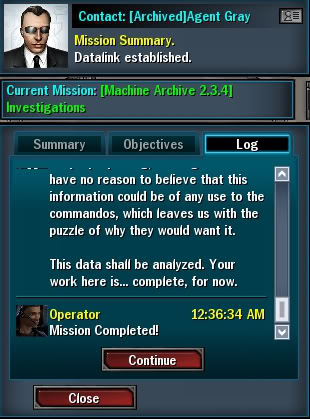 Contact: [Archived]Agent Gray
Mission Summary.
Datalink established.
Current Mission: [Machine Archive 2.3.4]
Investigations
Summary
Objectives
Log
have no reason to believe that this
information could be of any use to the
commandos, which leaves us with the
puzzle of why they would want it.
This data shall be analyzed. Your
work here is... complete, for now.
Operator 12:36:34 AM
Mission Completed!
Continue
Close